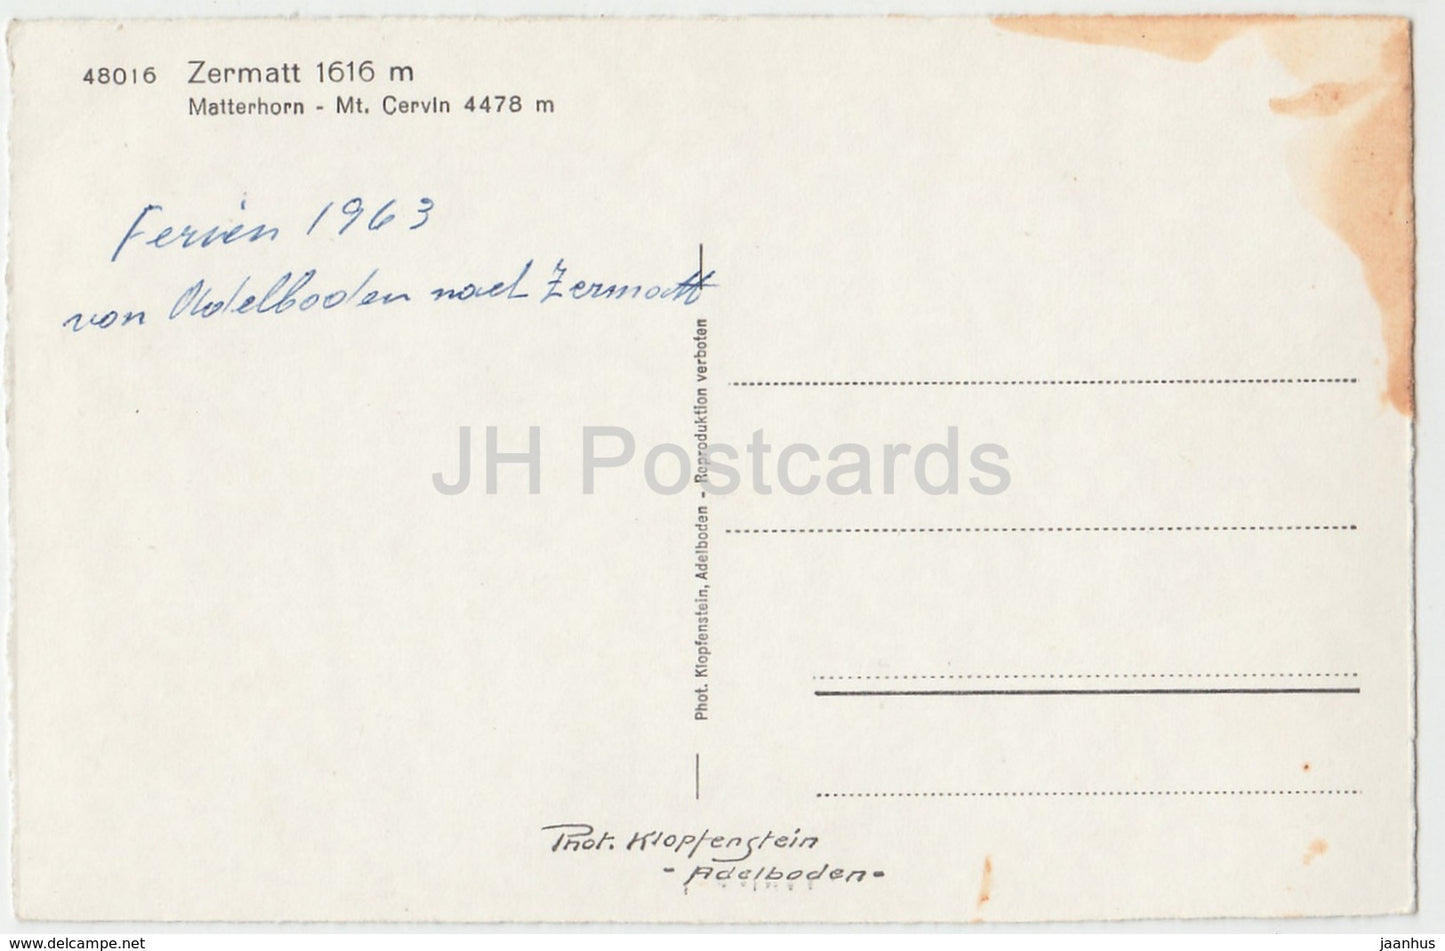 48016 Zermatt 1616 m
Matterhorn - Mt. Cervin 4478 m
Ferien 1963
von Adelboden nach Zermatt
Phot. Klopfenstein, Adelboden - Reproduktion verboten
JH Postcards
Phot. Klopfenstein
- Adelboden -
delcampe.net
jaanhus